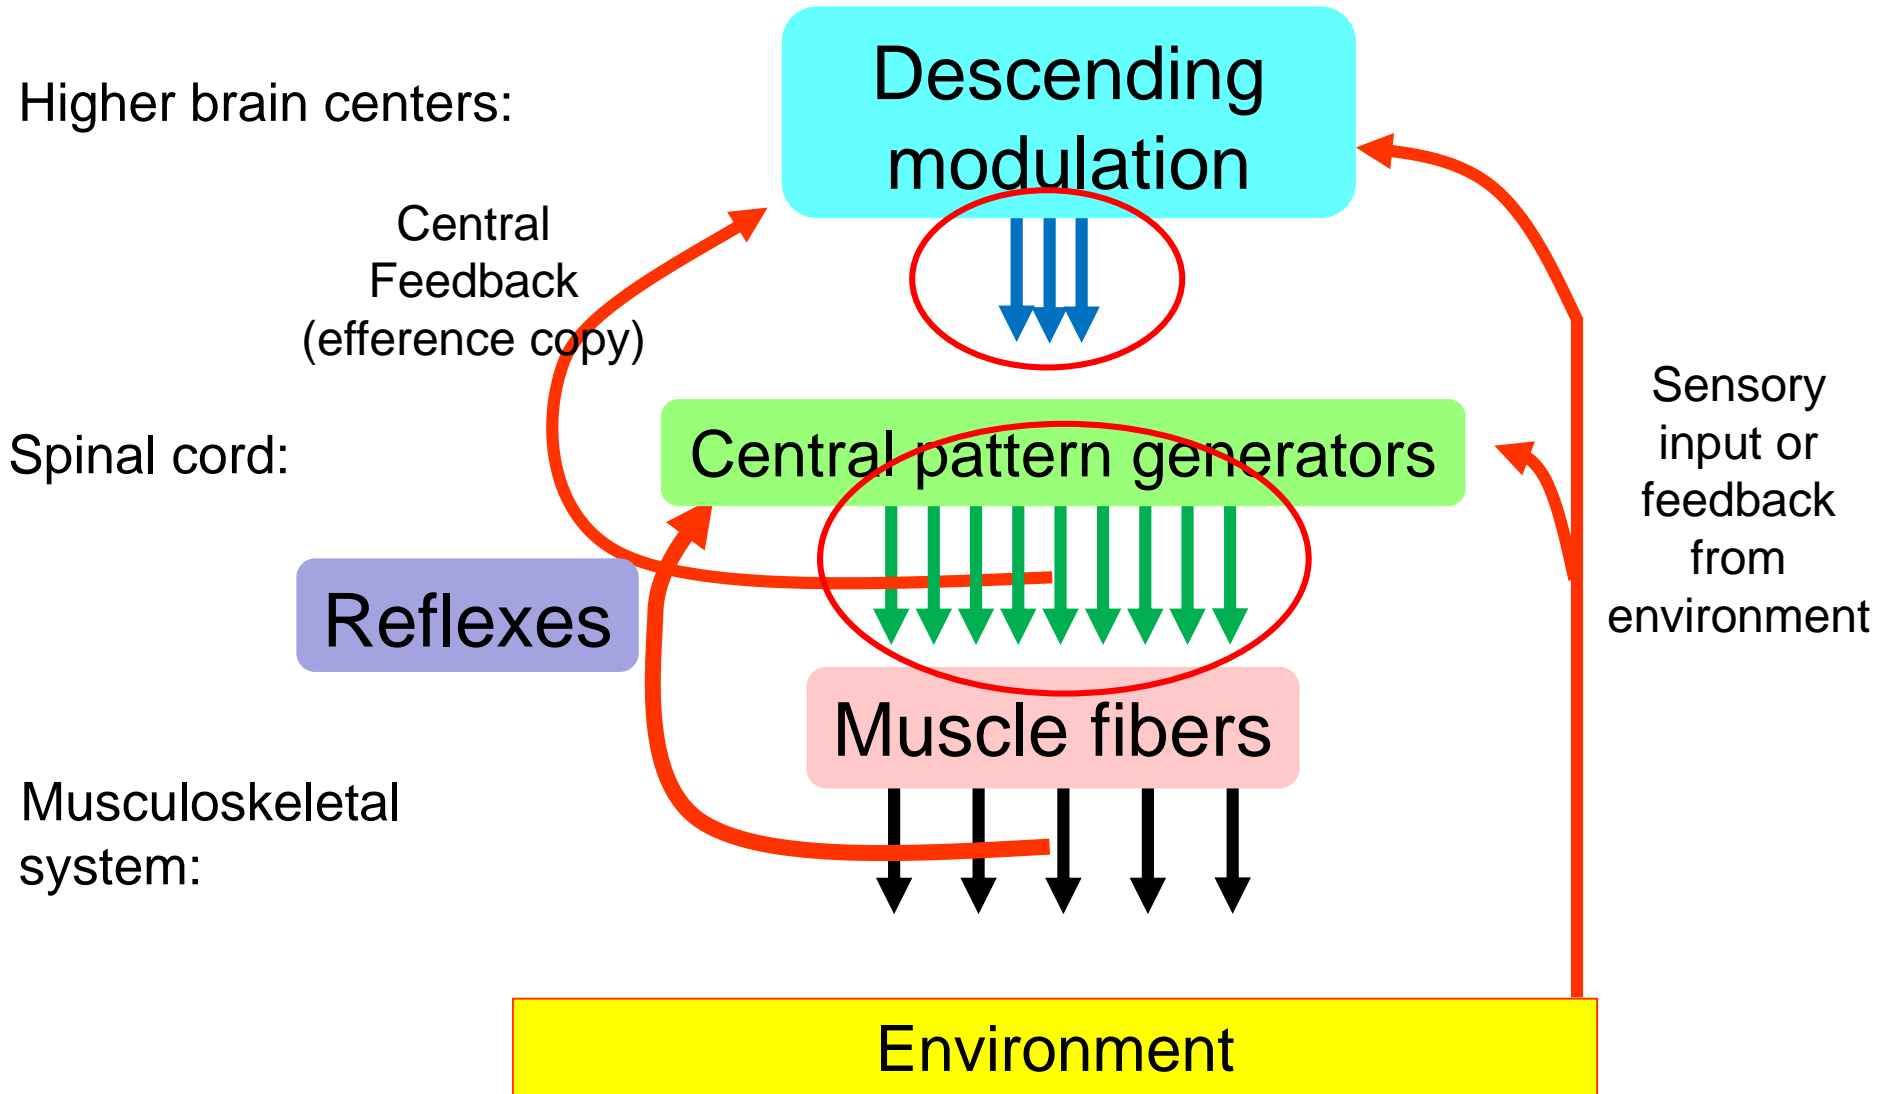 Descending
modulation
Higher brain centers:
Central
Feedback
(efference copy)
Sensory
input or
feedback
from
environment
Spinal cord:
Central pattern generators
Reflexes
Muscle fibers
Musculoskeletal
system:
Environment